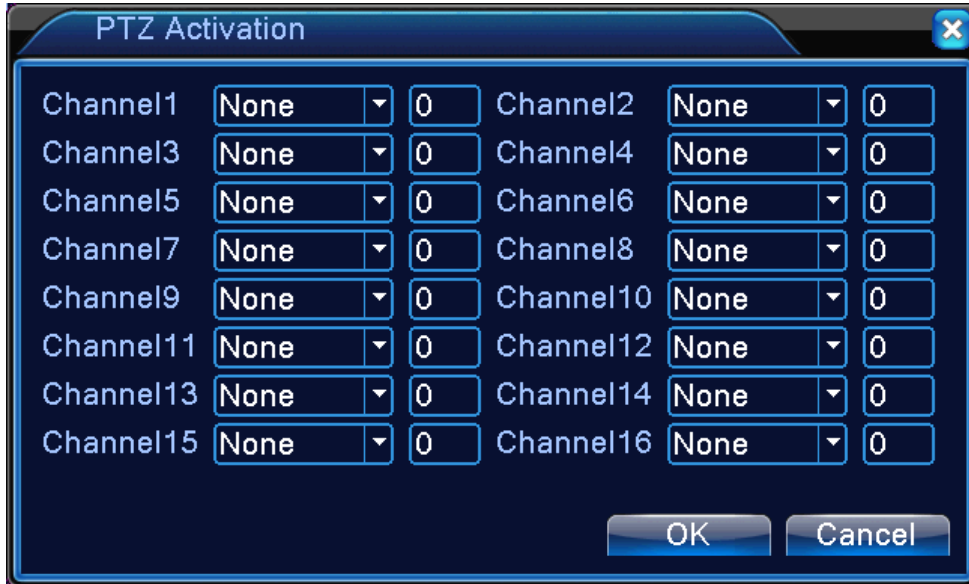 PTZ Activation
Channel1 None 0 Channel2 None 0
Channel3 None 0 Channel4 None 0
Channel5 None 0 Channel6 None 0
Channel7 None 0 Channel8 None 0
Channel9 None 0 Channel10 None 0
Channel11 None 0 Channel12 None 0
Channel13 None 0 Channel14 None 0
Channel15 None 0 Channel16 None 0
OK Cancel